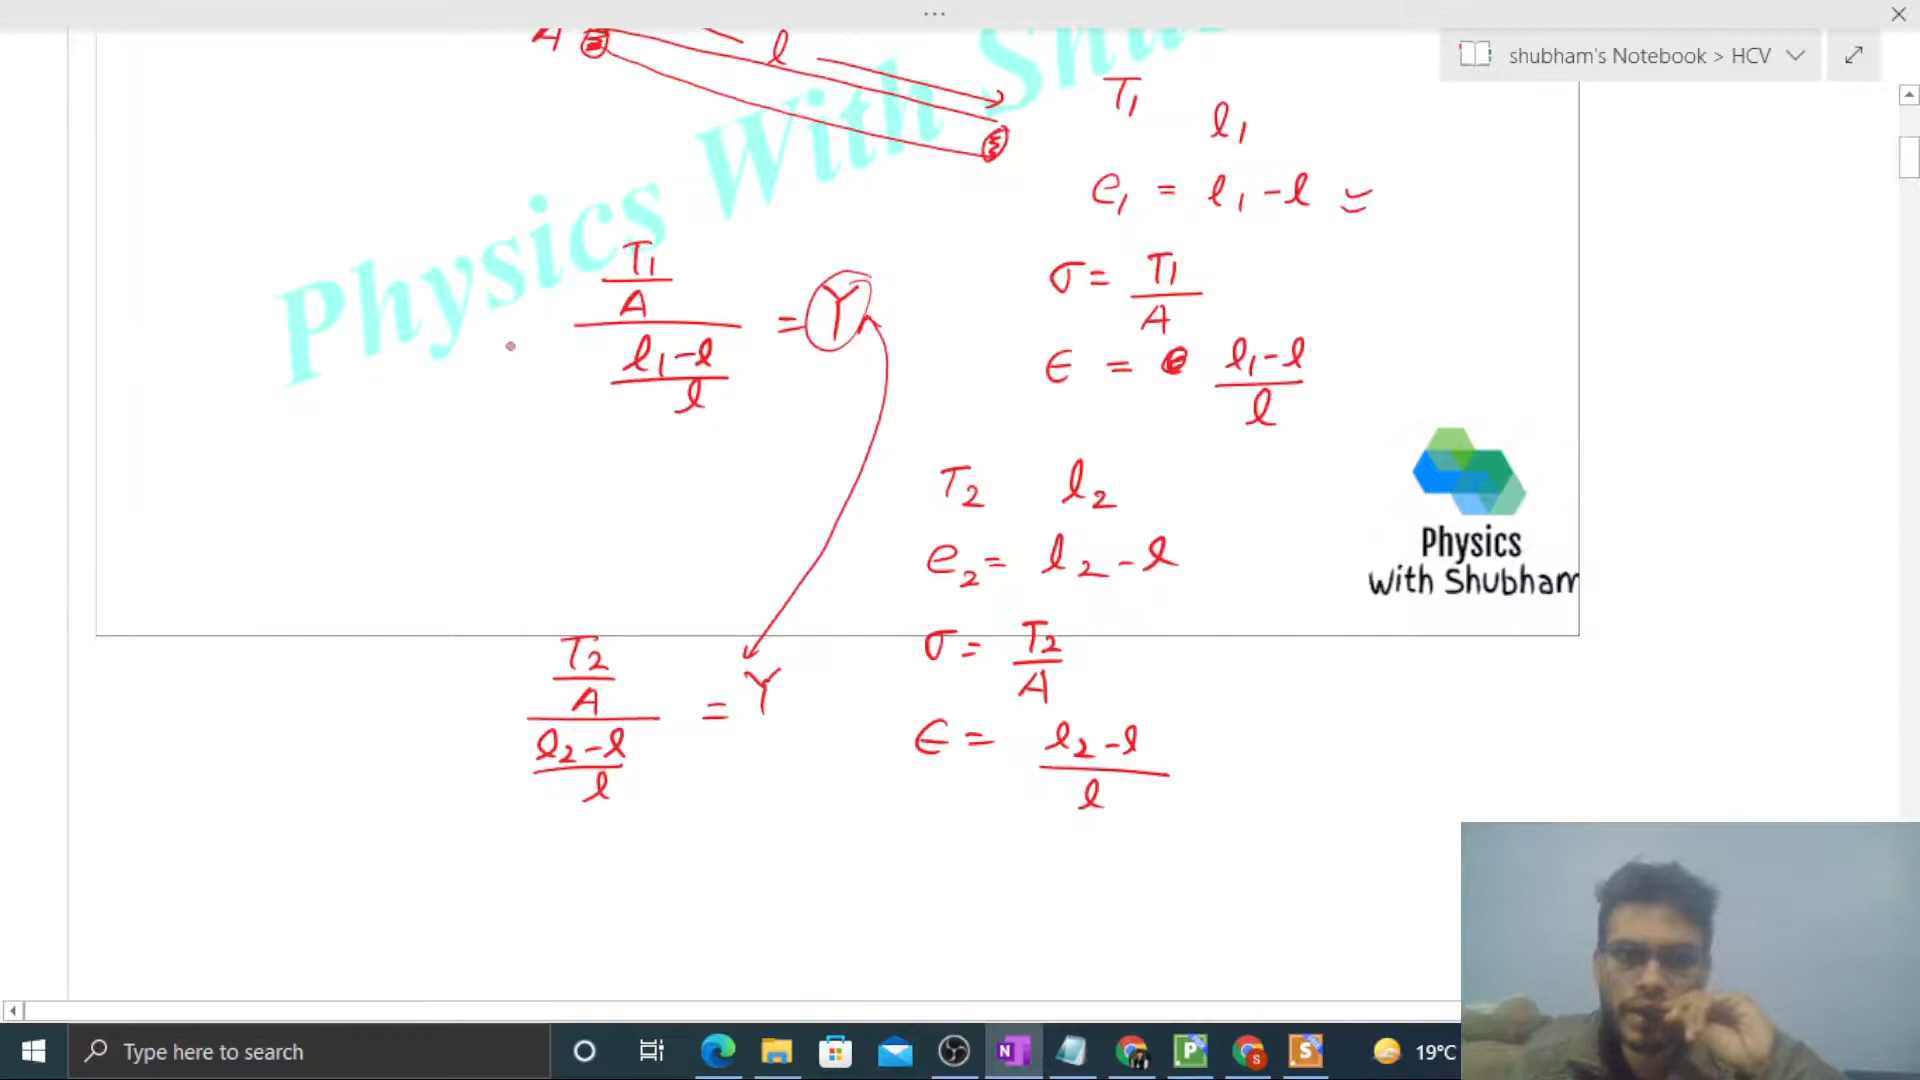 shubham's Notebook > HCV
Physics With Shu
A
l
T₁ l₁
e₁ = l₁ - l
T₁
A
l₁ - l
l
= Y
σ = T₁
A
ϵ = l₁ - l
l
T₂ l₂
e₂ = l₂ - l
Physics
with Shubham
σ = T₂
A
ϵ = l₂ - l
l
T₂
A
l₂ - l
l
= Y
Type here to search
19°C